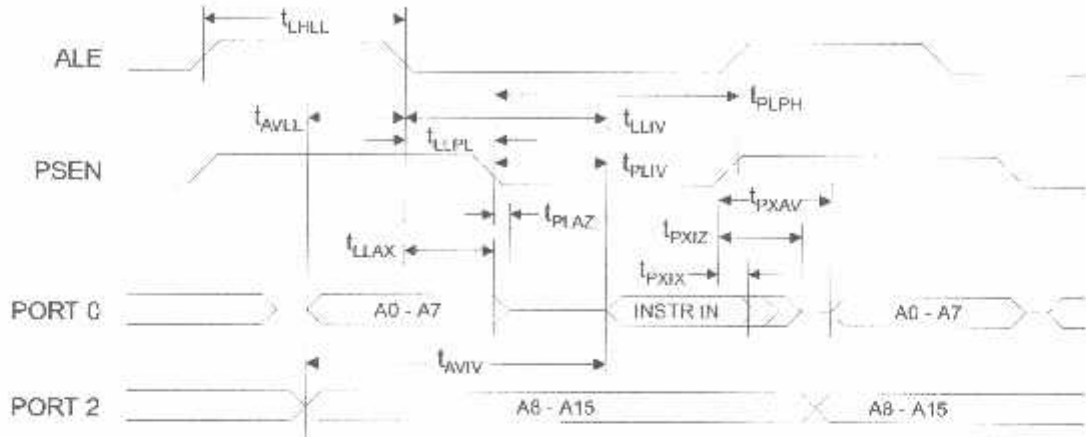 tLHLL
ALE
tPLPH
tAVLL
tLLIV
tLLPL
PSEN
tPLIV
tPXAV
tPLAZ
tPXIZ
tLLAX
tPXIX
PORT 0
A0 - A7
INSTR IN
A0 - A7
tAVIV
PORT 2
A8 - A15
A8 - A15